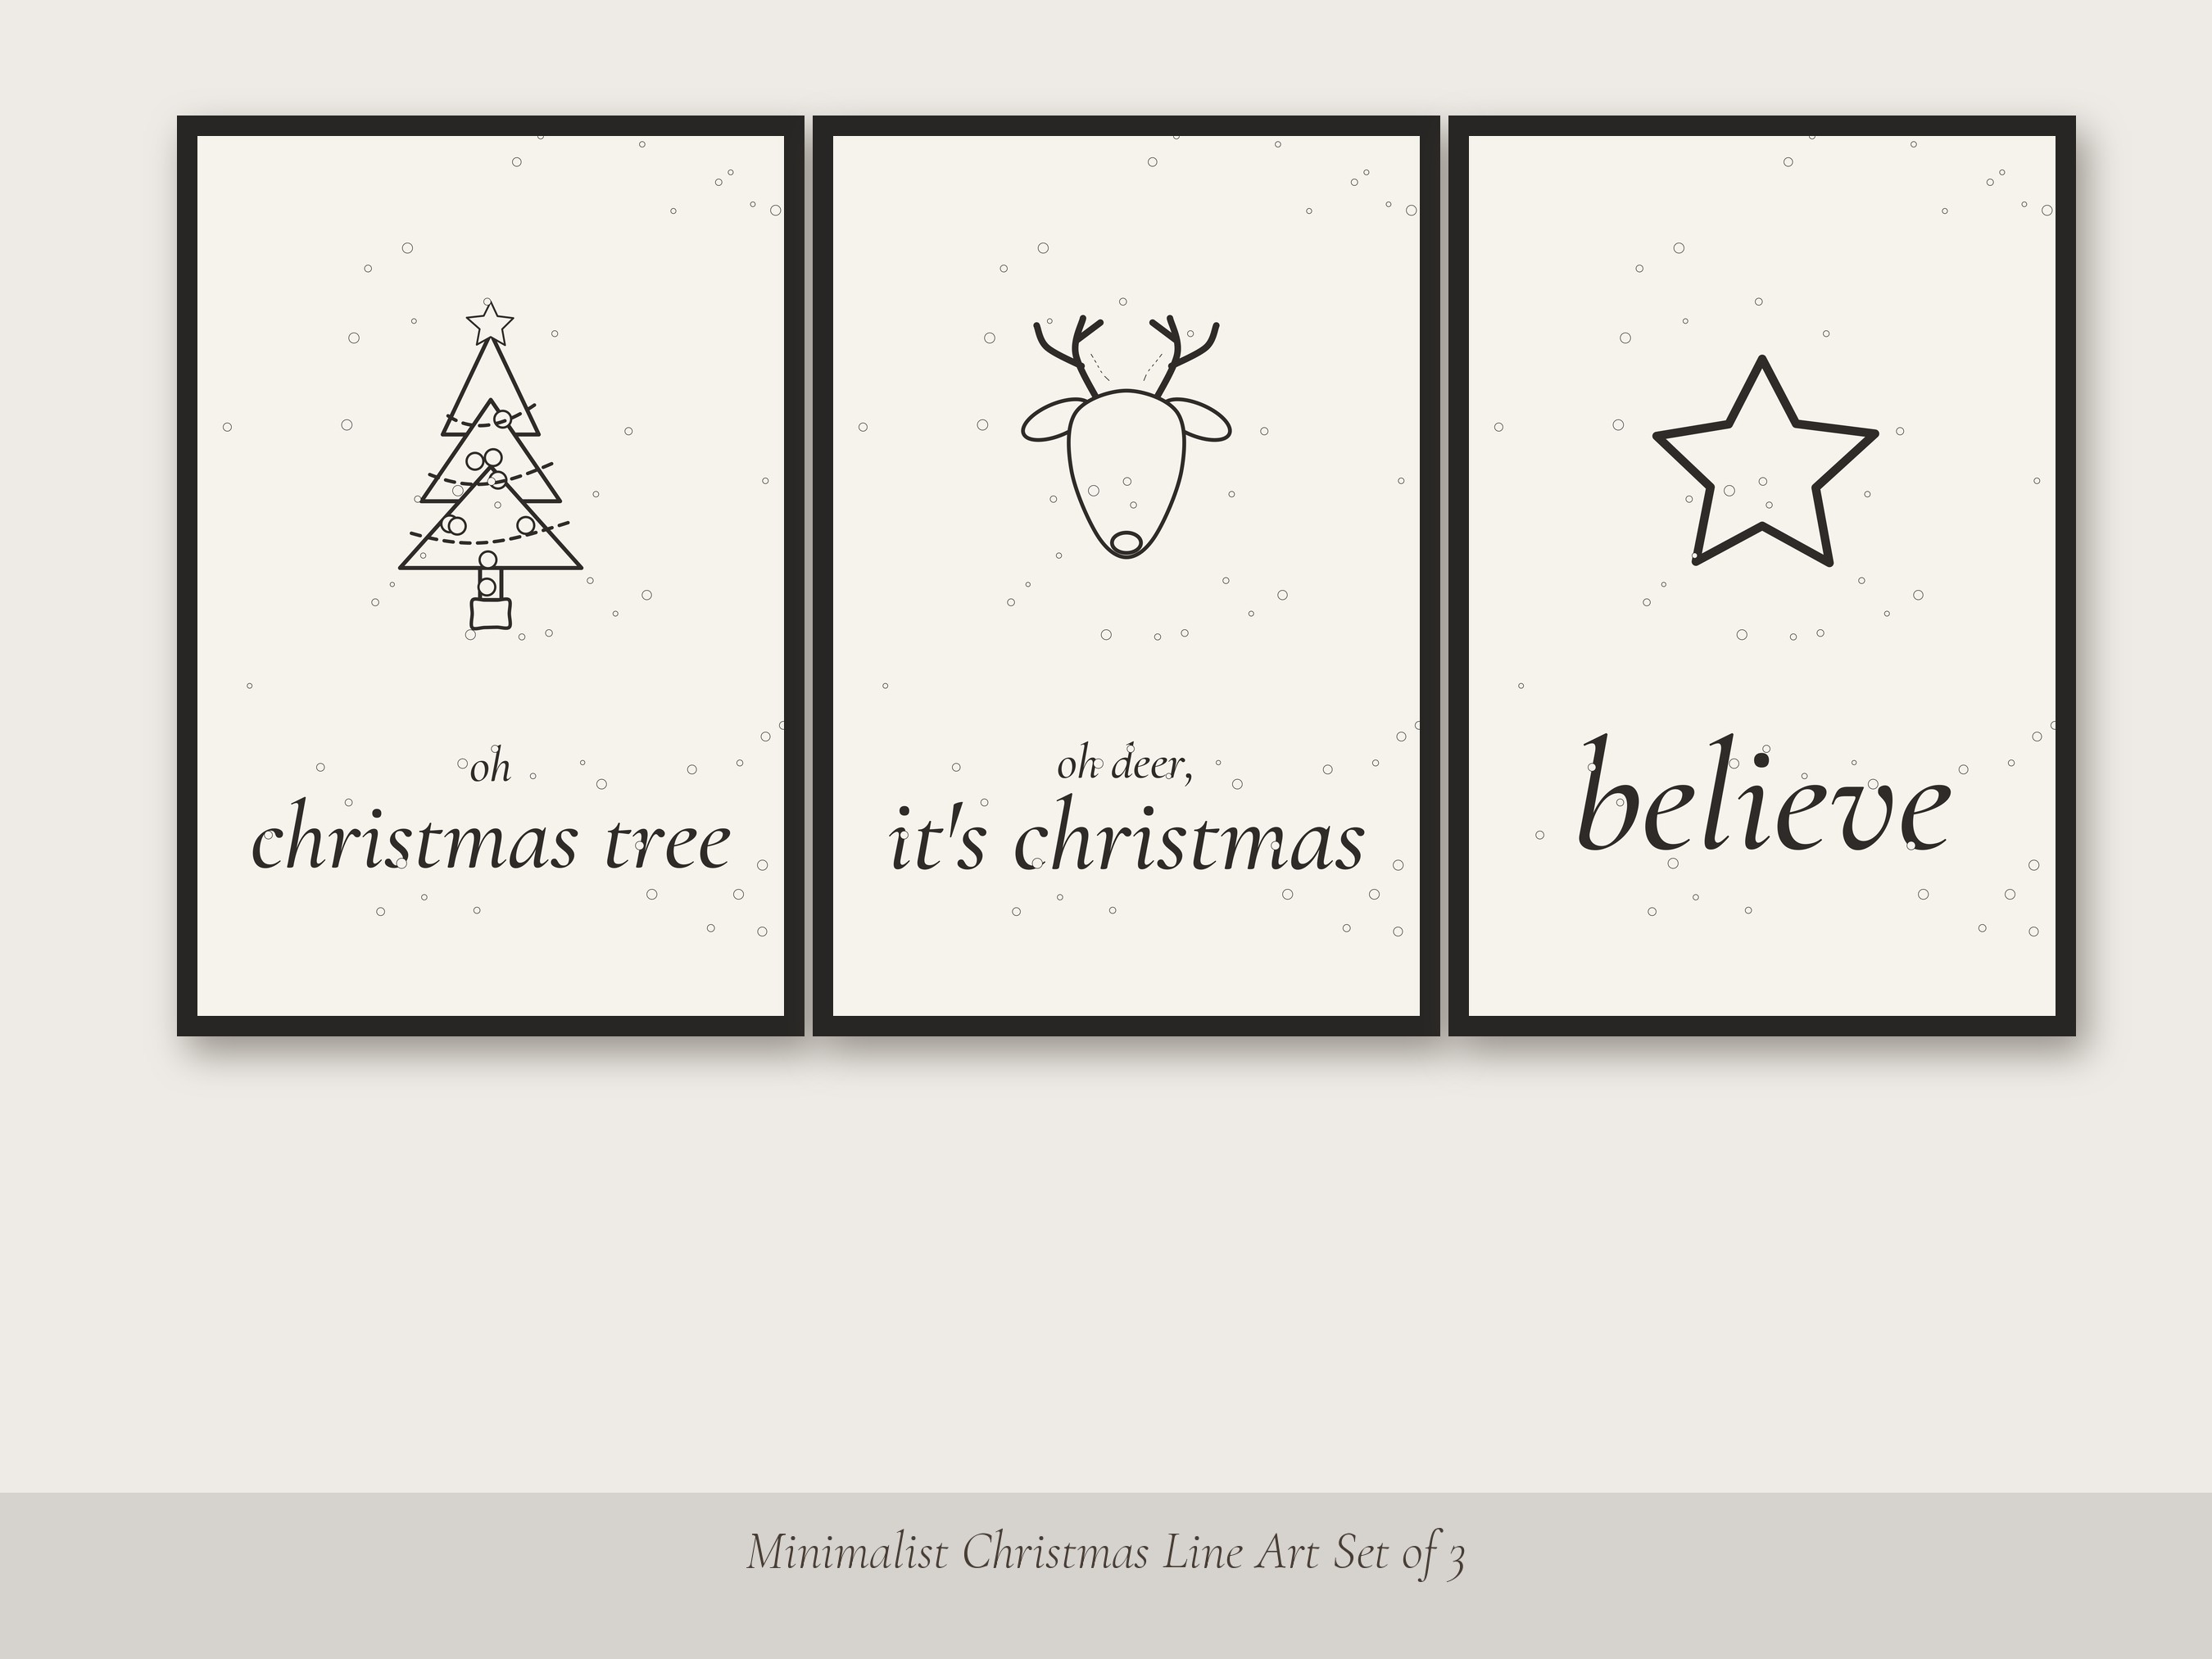 oh
christmas tree
oh deer,
it's christmas
believe
Minimalist Christmas Line Art Set of 3